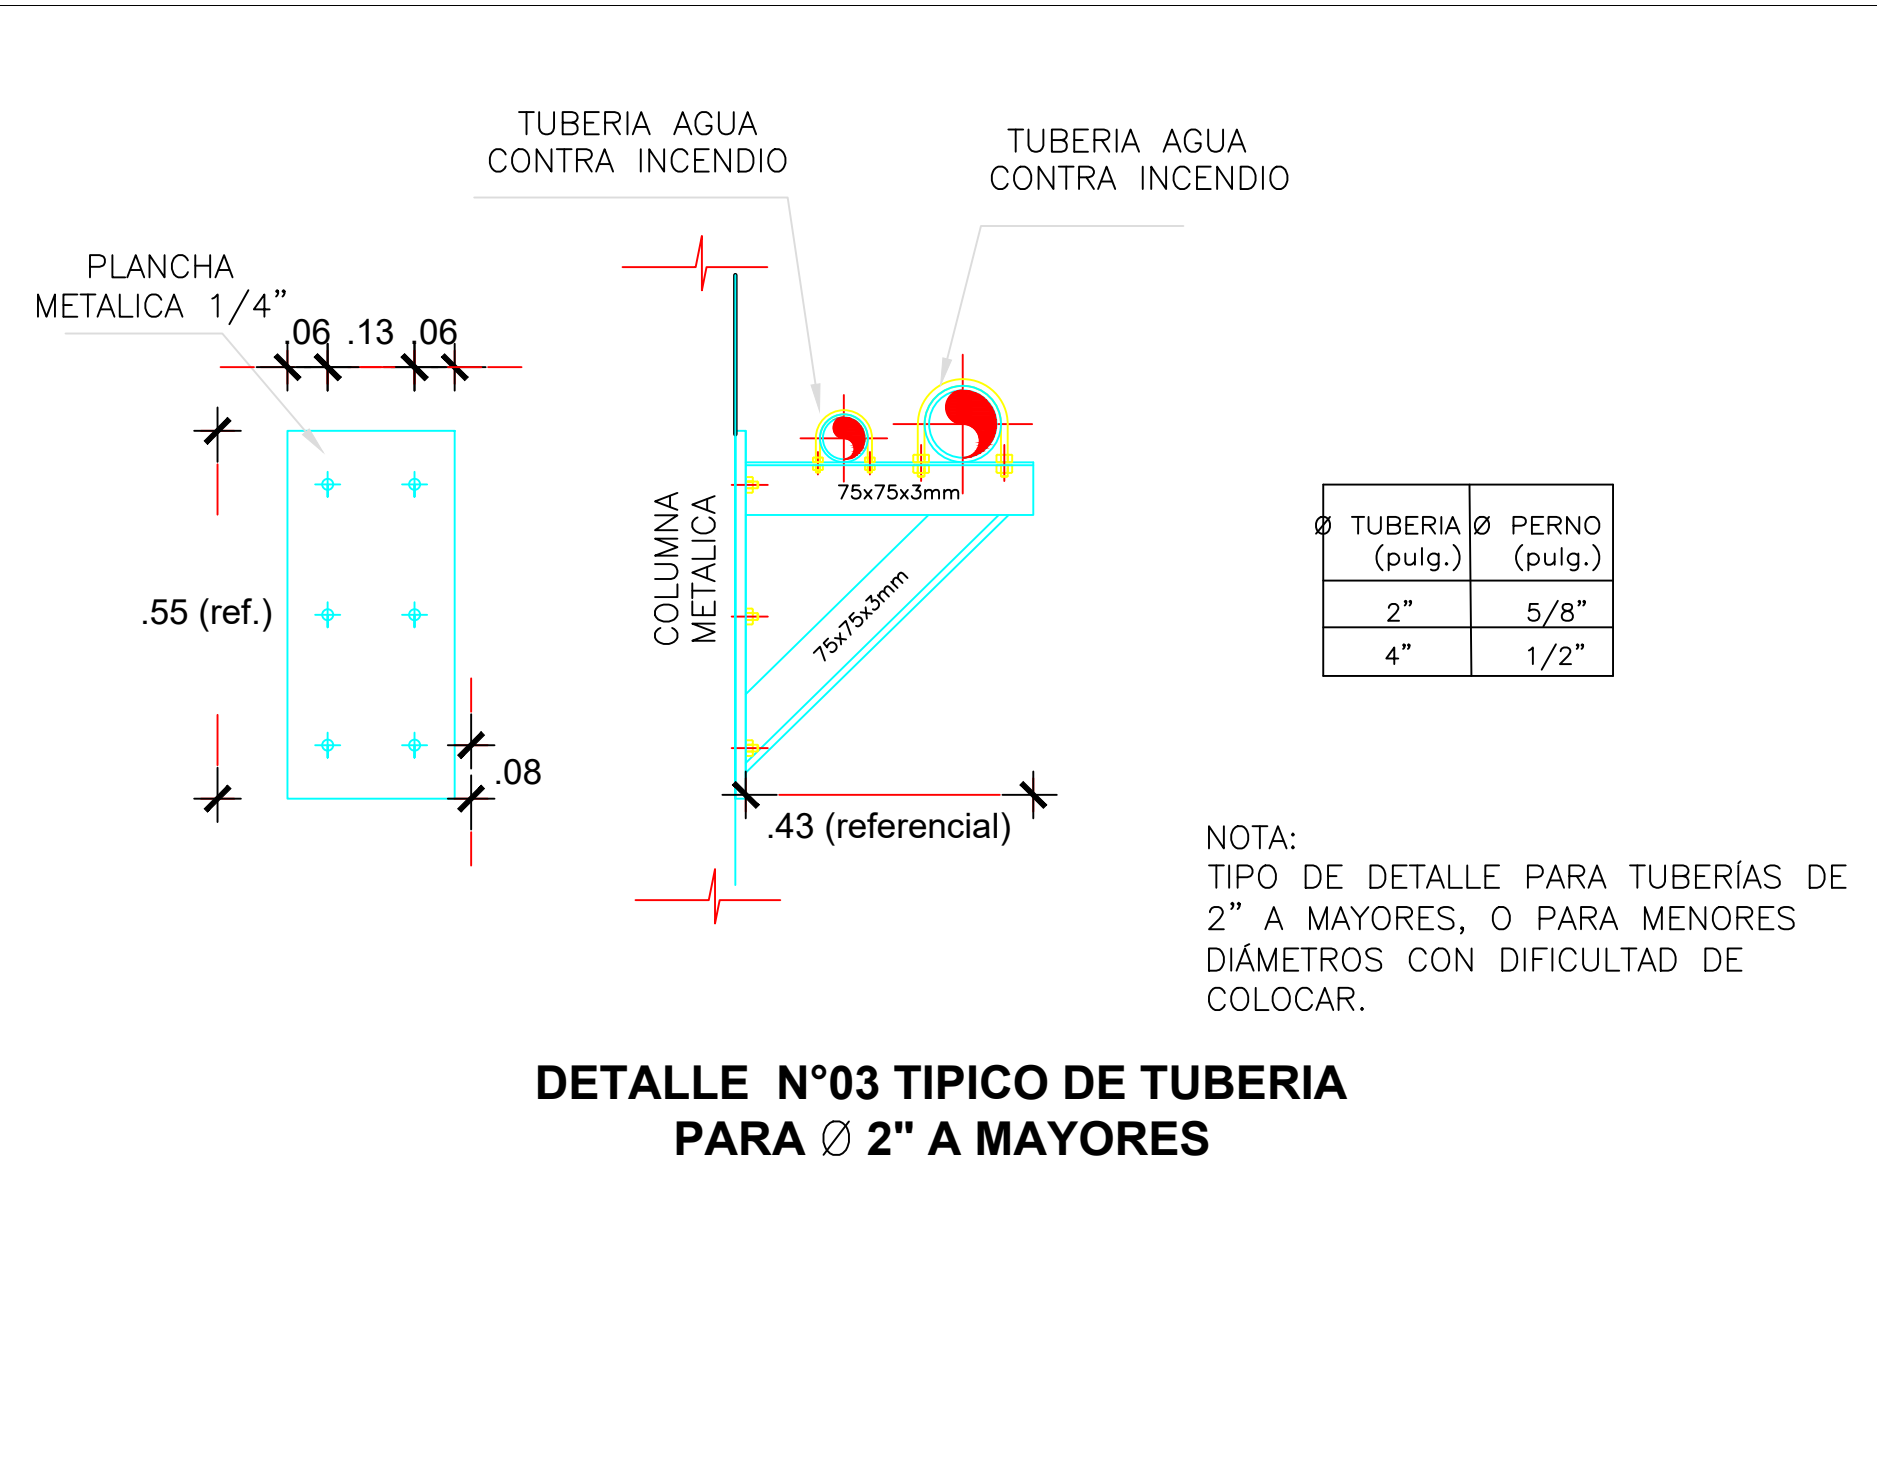 TUBERIA AGUA
CONTRA INCENDIO
TUBERIA AGUA
CONTRA INCENDIO
PLANCHA
METALICA 1/4”
.06 .13 .06
.55 (ref.)
.08
COLUMNA
METALICA
75x75x3mm
75x75x3mm
.43 (referencial)
Ø TUBERIA Ø PERNO
(pulg.) (pulg.)
2” 5/8”
4” 1/2”
NOTA:
TIPO DE DETALLE PARA TUBERÍAS DE
2” A MAYORES, O PARA MENORES
DIÁMETROS CON DIFICULTAD DE
COLOCAR.
DETALLE N°03 TIPICO DE TUBERIA
PARA Ø 2" A MAYORES